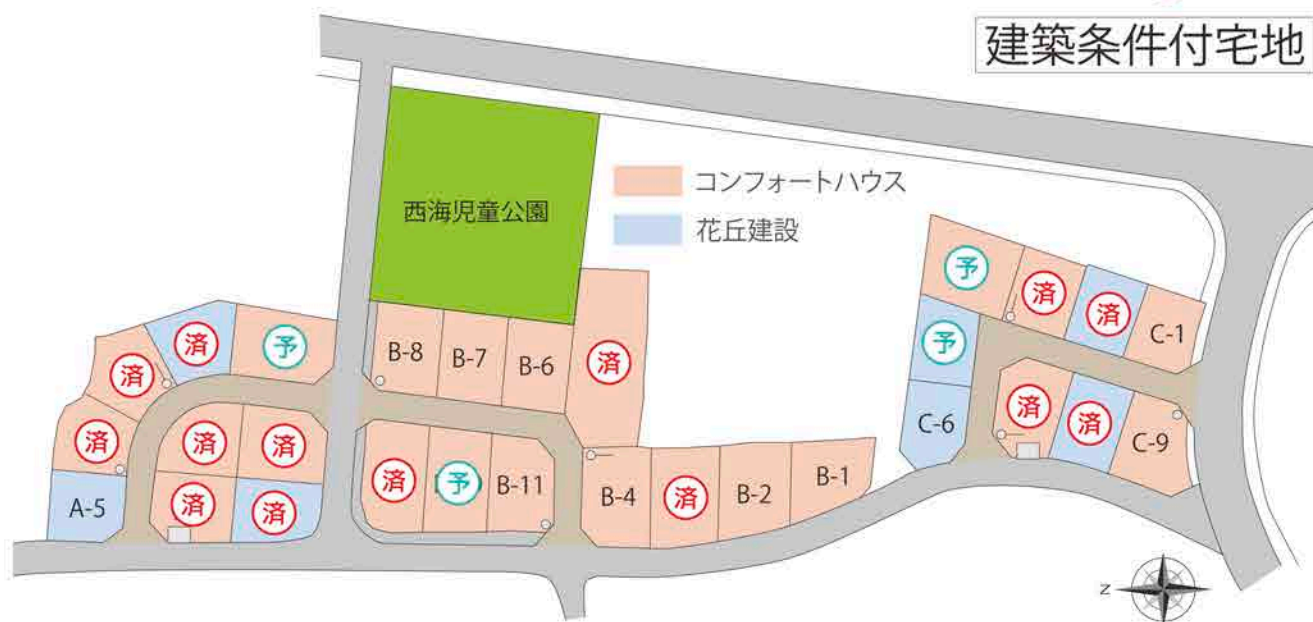 建築条件付宅地
コンフォートハウス
花丘建設
西海児童公園
予
済
済
C-1
予
C-6
済
済
C-9
済
予
済
済
A-5
済
済
済
済
B-8
B-7
B-6
済
済
予
B-11
B-4
済
B-2
B-1
N